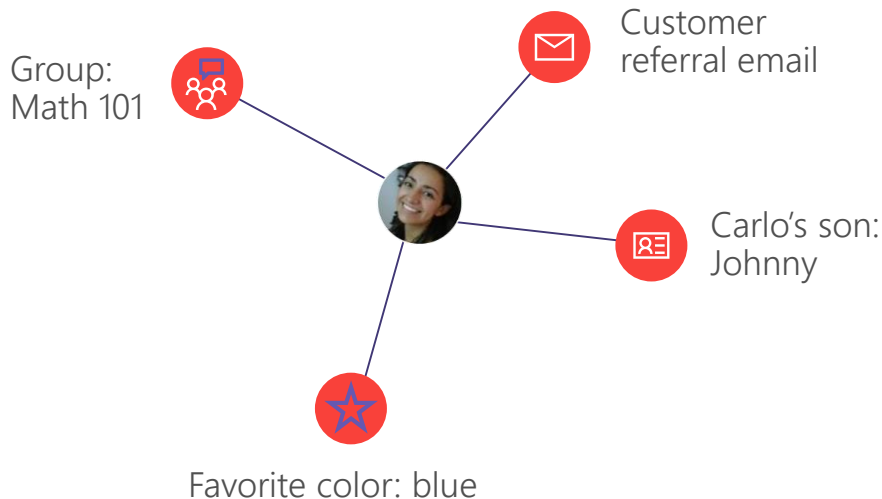 Customer
referral email
Group:
Math 101
Carlo's son:
Johnny
Favorite color: blue